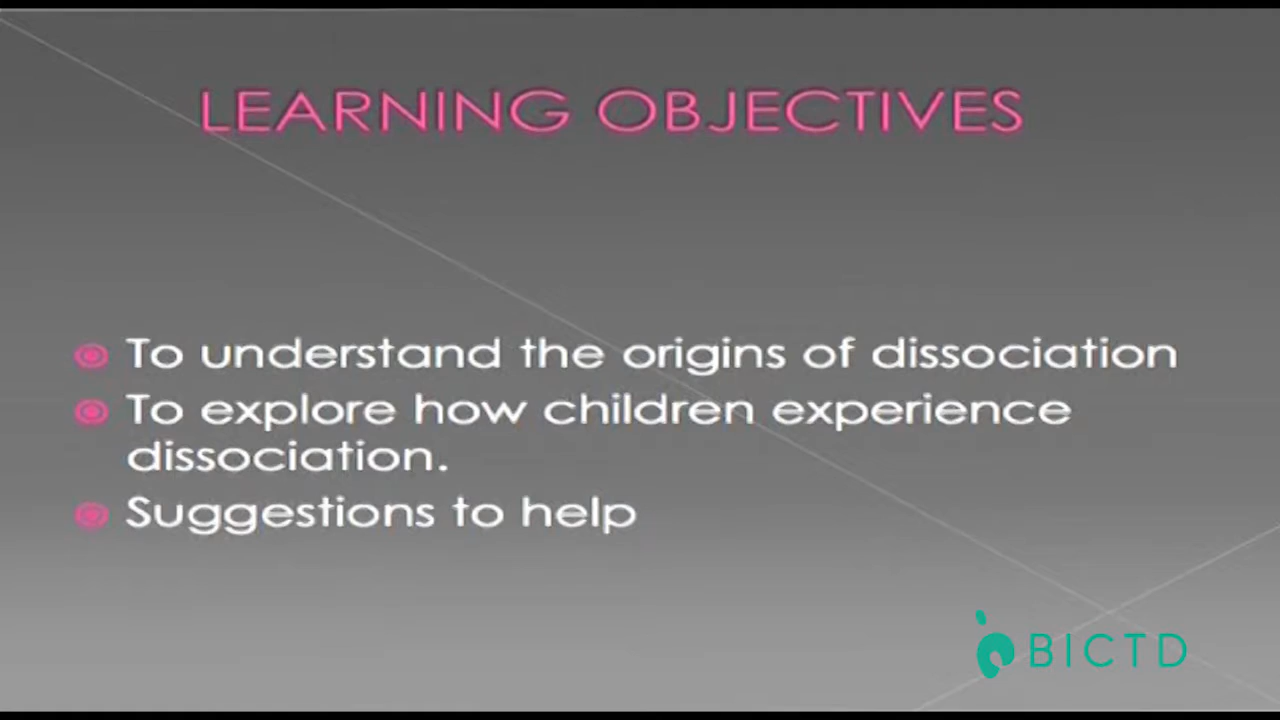 LEARNING OBJECTIVES
To understand the origins of dissociation
To explore how children experience
dissociation.
Suggestions to help
BICTD